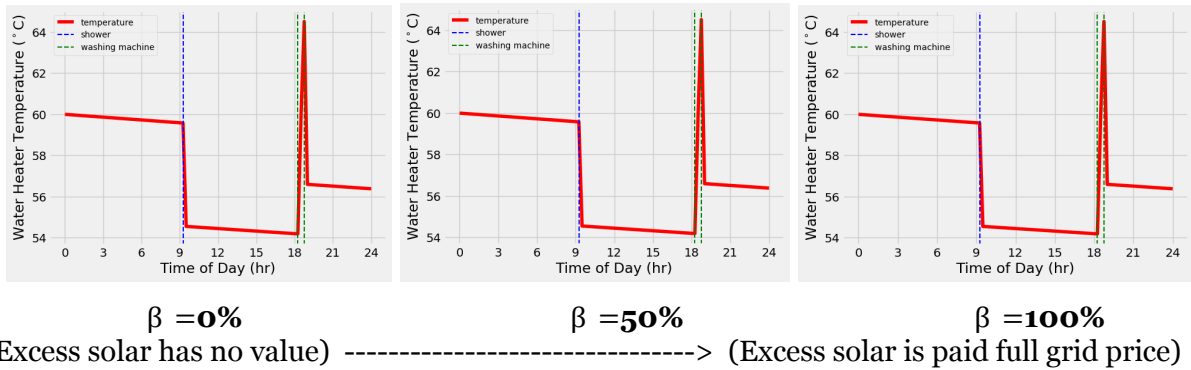 temperature
shower
washing machine
Water Heater Temperature (°C)
64
62
60
58
56
54
0 3 6 9 12 15 18 21 24
Time of Day (hr)
temperature
shower
washing machine
Water Heater Temperature (°C)
64
62
60
58
56
54
0 3 6 9 12 15 18 21 24
Time of Day (hr)
temperature
shower
washing machine
Water Heater Temperature (°C)
64
62
60
58
56
54
0 3 6 9 12 15 18 21 24
Time of Day (hr)
β =0% β =50% β =100%
Excess solar has no value) --------------------------------> (Excess solar is paid full grid price)